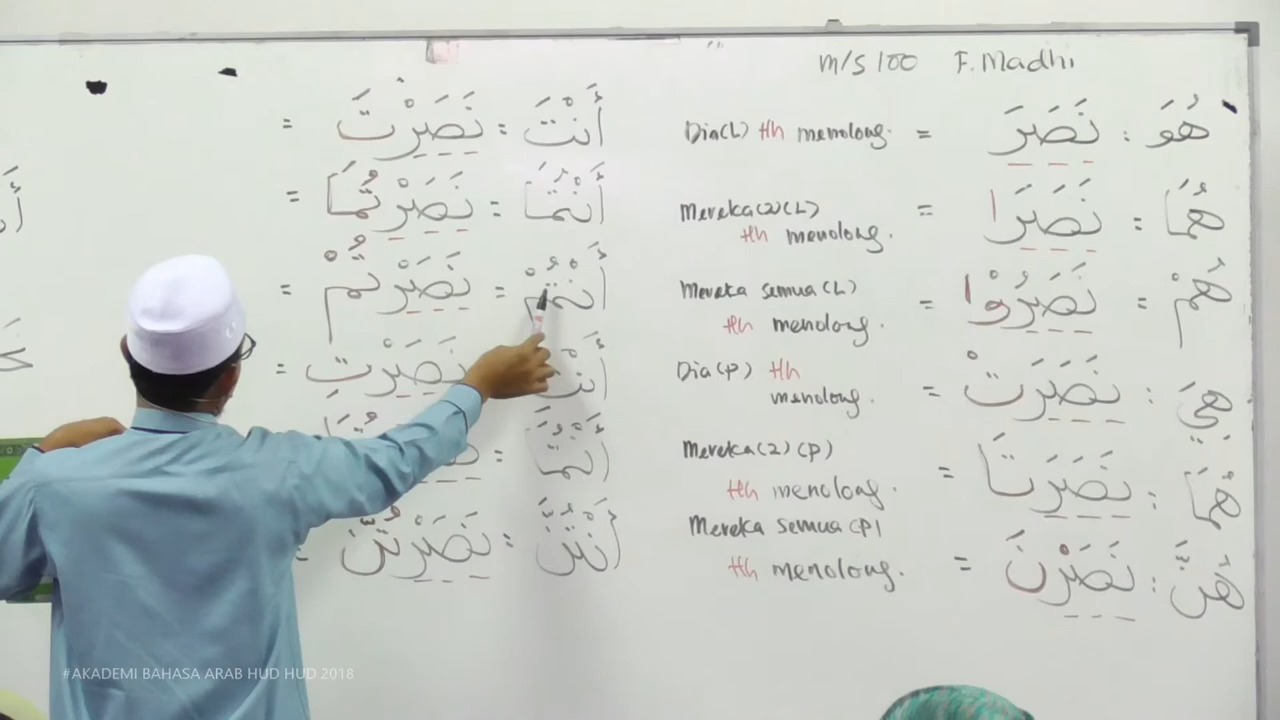 m/s 100 F. Madhi
هُوَ : نَصَرَ = Dia(L) tlh menolong.
هُمَا : نَصَرَا = Mereka(2)(L) tlh menolong.
هُمْ = نَصَرُوْا = Mereka semua(L) tlh menolong.
هِيَ : نَصَرَتْ = Dia(P) tlh menolong.
هُمَا : نَصَرَتَا = Mereka(2)(P) tlh menolong.
هُنَّ : نَصَرْنَ = Mereka semua(P) tlh menolong.
أَنْتَ : نَصَرْتَ =
أَنْتُمَا : نَصَرْتُمَا =
أَنْتُمْ = نَصَرْتُمْ =
نَصَرْت =
أَنْتُمَا :
أَنْتُنَّ : نَصَرْتُنَّ =
#AKADEMI BAHASA ARAB HUD HUD 2018